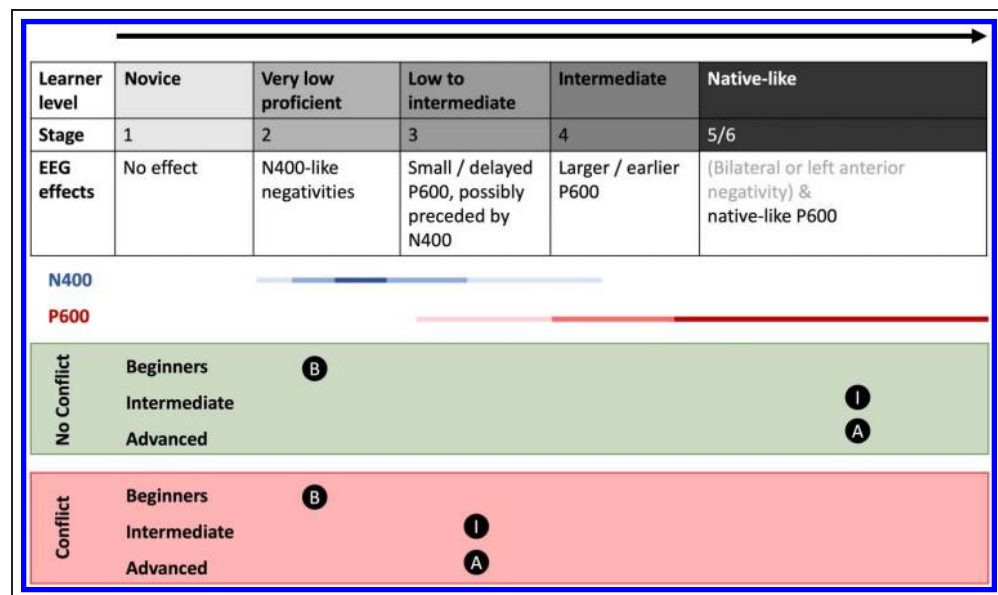 Learner level
Novice
Very low proficient
Low to intermediate
Intermediate
Native-like
Stage
1
2
3
4
5/6
EEG effects
No effect
N400-like negativities
Small / delayed P600, possibly preceded by N400
Larger / earlier P600
(Bilateral or left anterior negativity) & native-like P600
N400
P600
No Conflict
Beginners
B
Intermediate
I
Advanced
A
Conflict
Beginners
B
Intermediate
I
Advanced
A